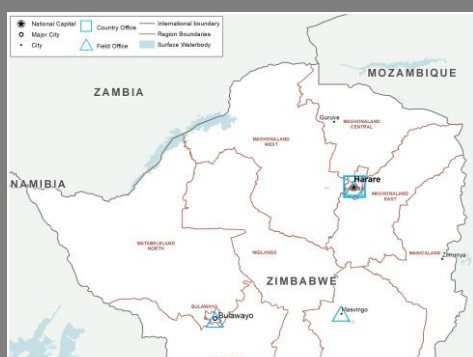 National Capital
Country Office
International boundary
Major City
Region Boundaries
City
Field Office
Surface Waterbody
MOZAMBIQUE
ZAMBIA
Guruve
MASHONALAND
CENTRAL
MASHONALAND
WEST
Harare
NAMIBIA
MASHONALAND
EAST
MATABELELAND
NORTH
MIDLANDS
MANICALAND
Zimunya
ZIMBABWE
BULAWAYO
Bulawayo
Masvingo